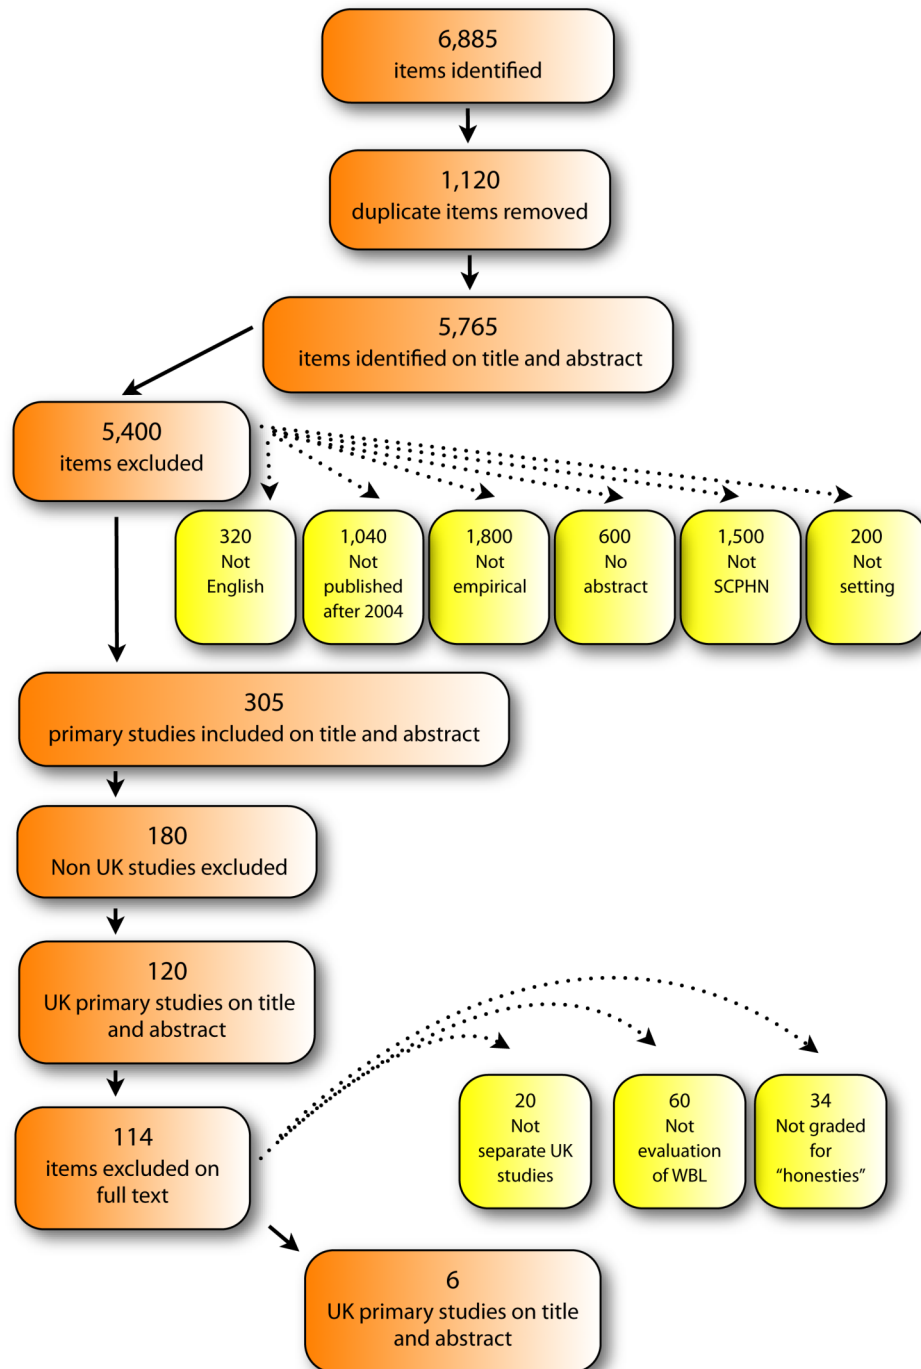 6,885
items identified
1,120
duplicate items removed
5,765
items identified on title and abstract
5,400
items excluded
320
Not
English
1,040
Not
published
after 2004
1,800
Not
empirical
600
No
abstract
1,500
Not
SCPHN
200
Not
setting
305
primary studies included on title and abstract
180
Non UK studies excluded
120
UK primary studies on title
and abstract
114
items excluded on
full text
20
Not
separate UK
studies
60
Not
evaluation
of WBL
34
Not graded
for
“honesties”
6
UK primary studies on title
and abstract